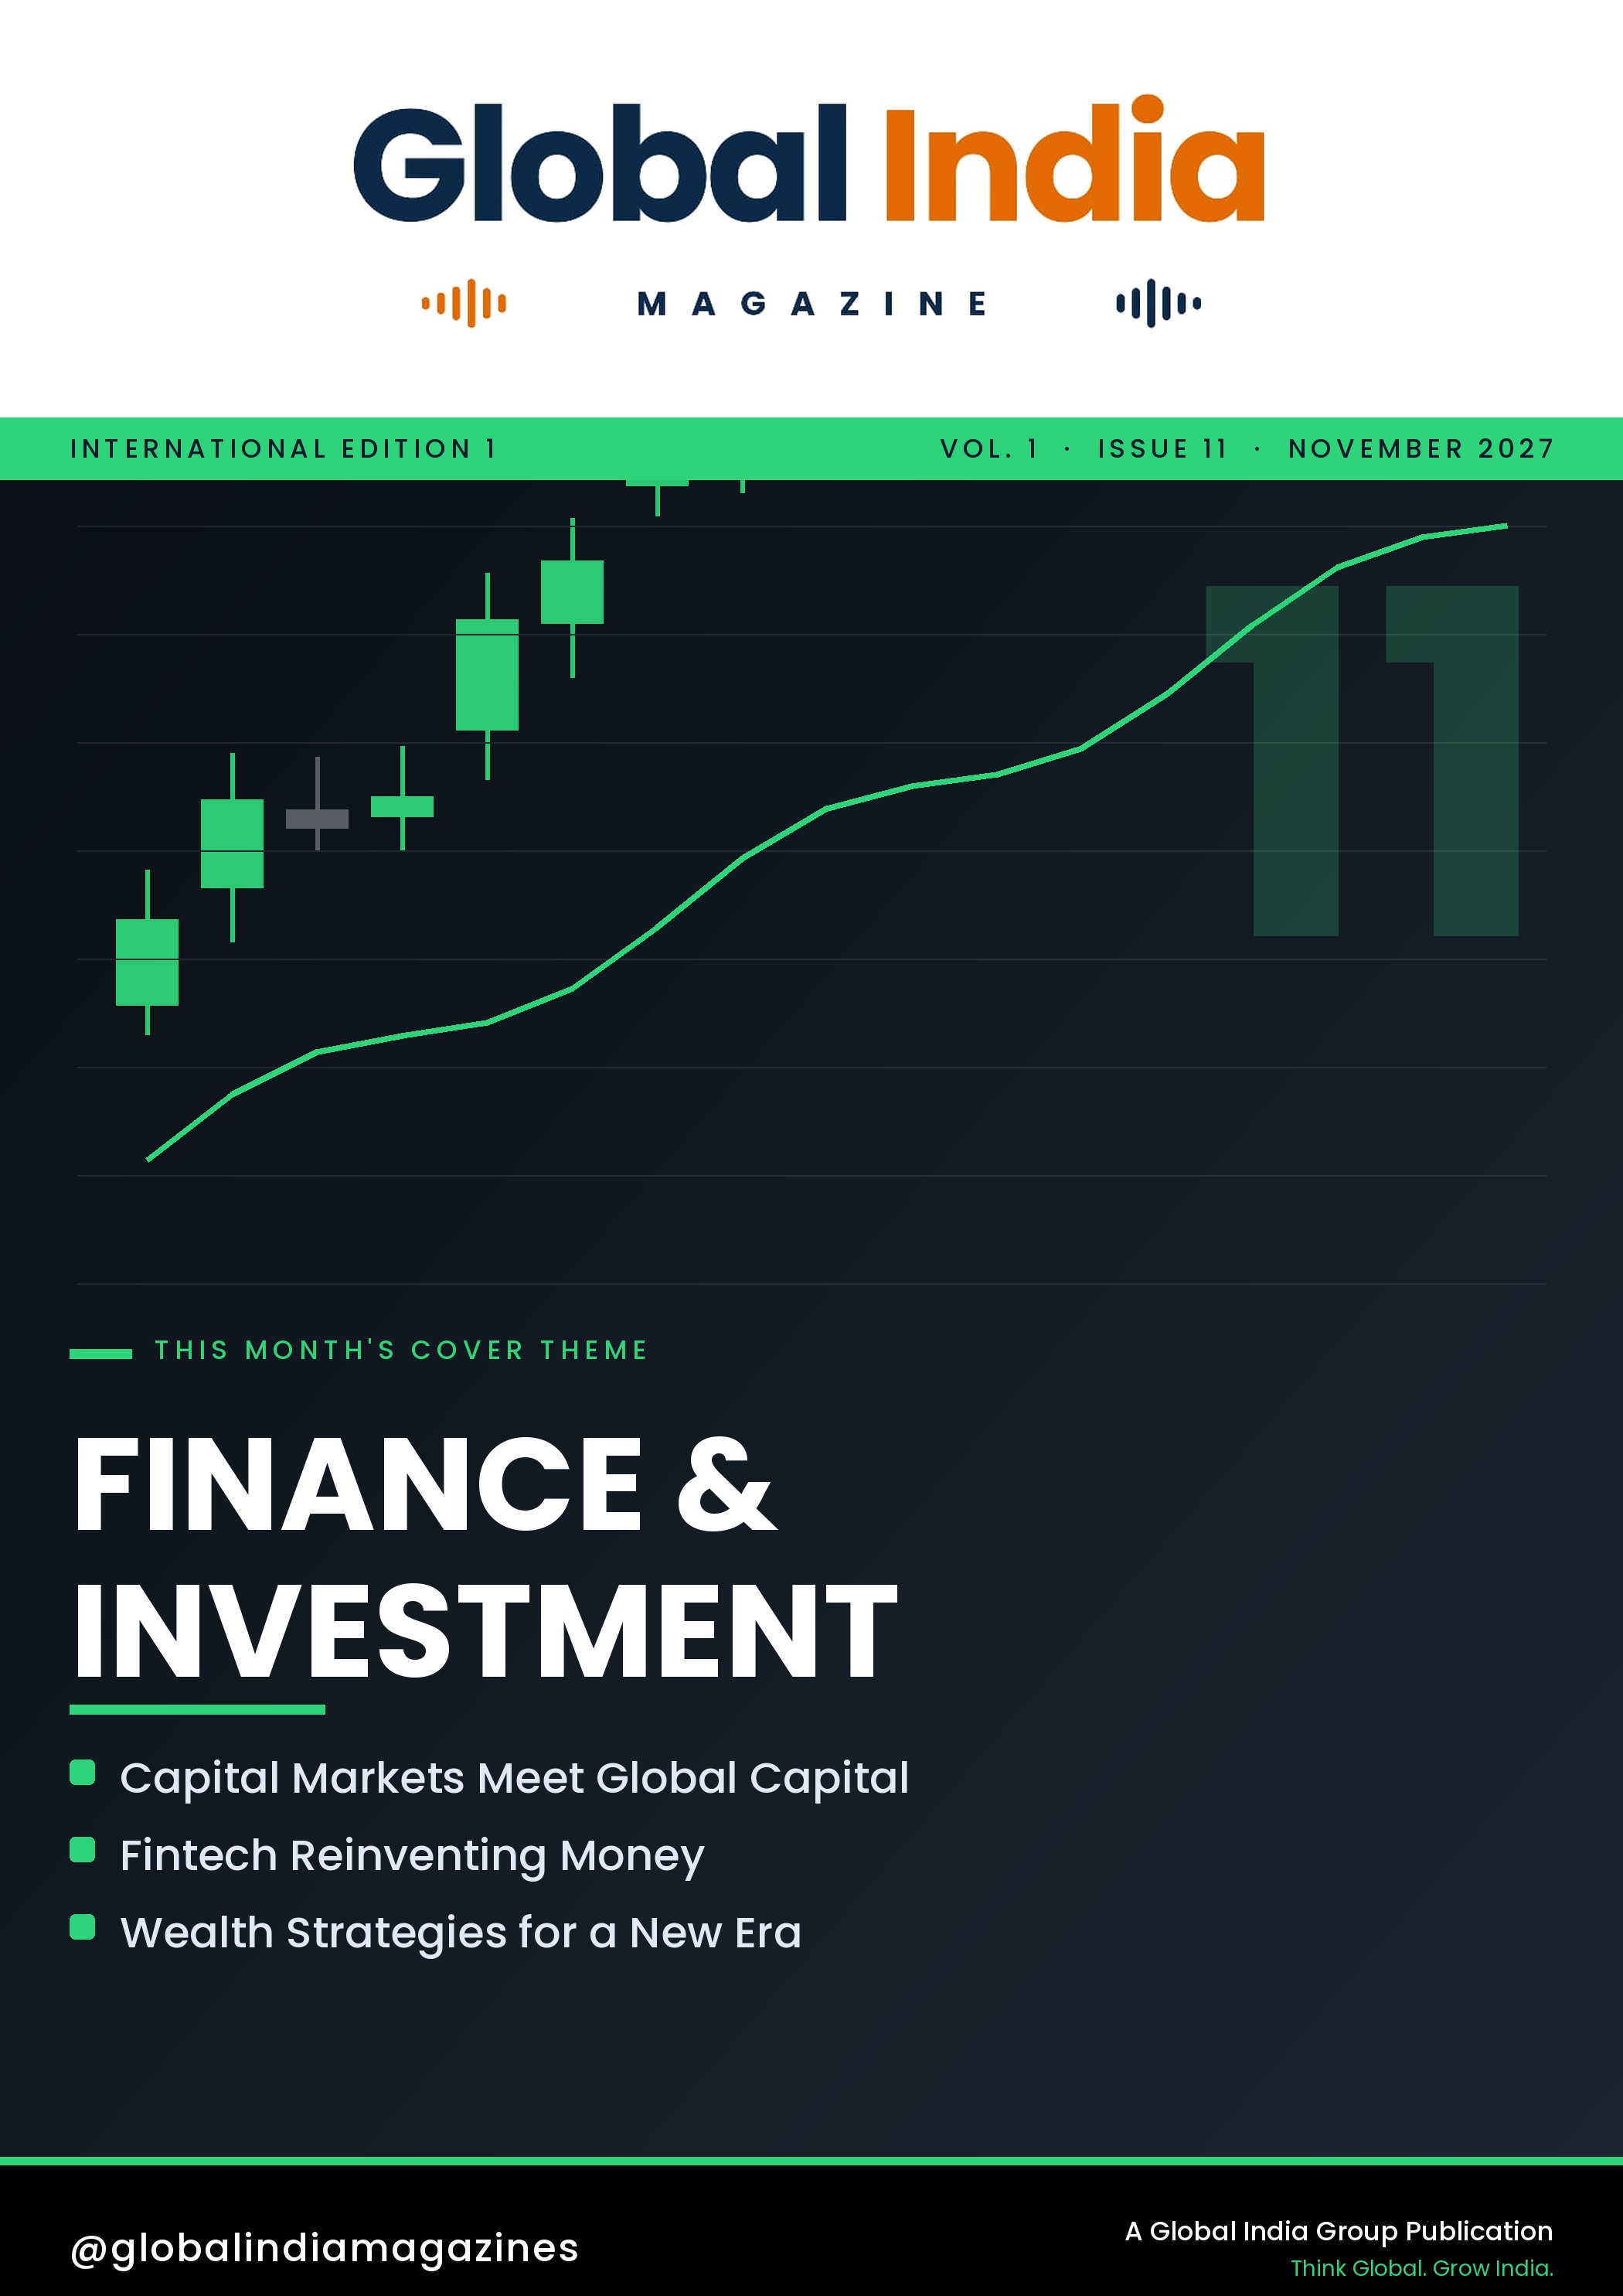 Global India
MAGAZINE
INTERNATIONAL EDITION 1
VOL. 1 · ISSUE 11 · NOVEMBER 2027
11
THIS MONTH'S COVER THEME
FINANCE &
INVESTMENT
Capital Markets Meet Global Capital
Fintech Reinventing Money
Wealth Strategies for a New Era
@globalindiamagazines
A Global India Group Publication
Think Global. Grow India.